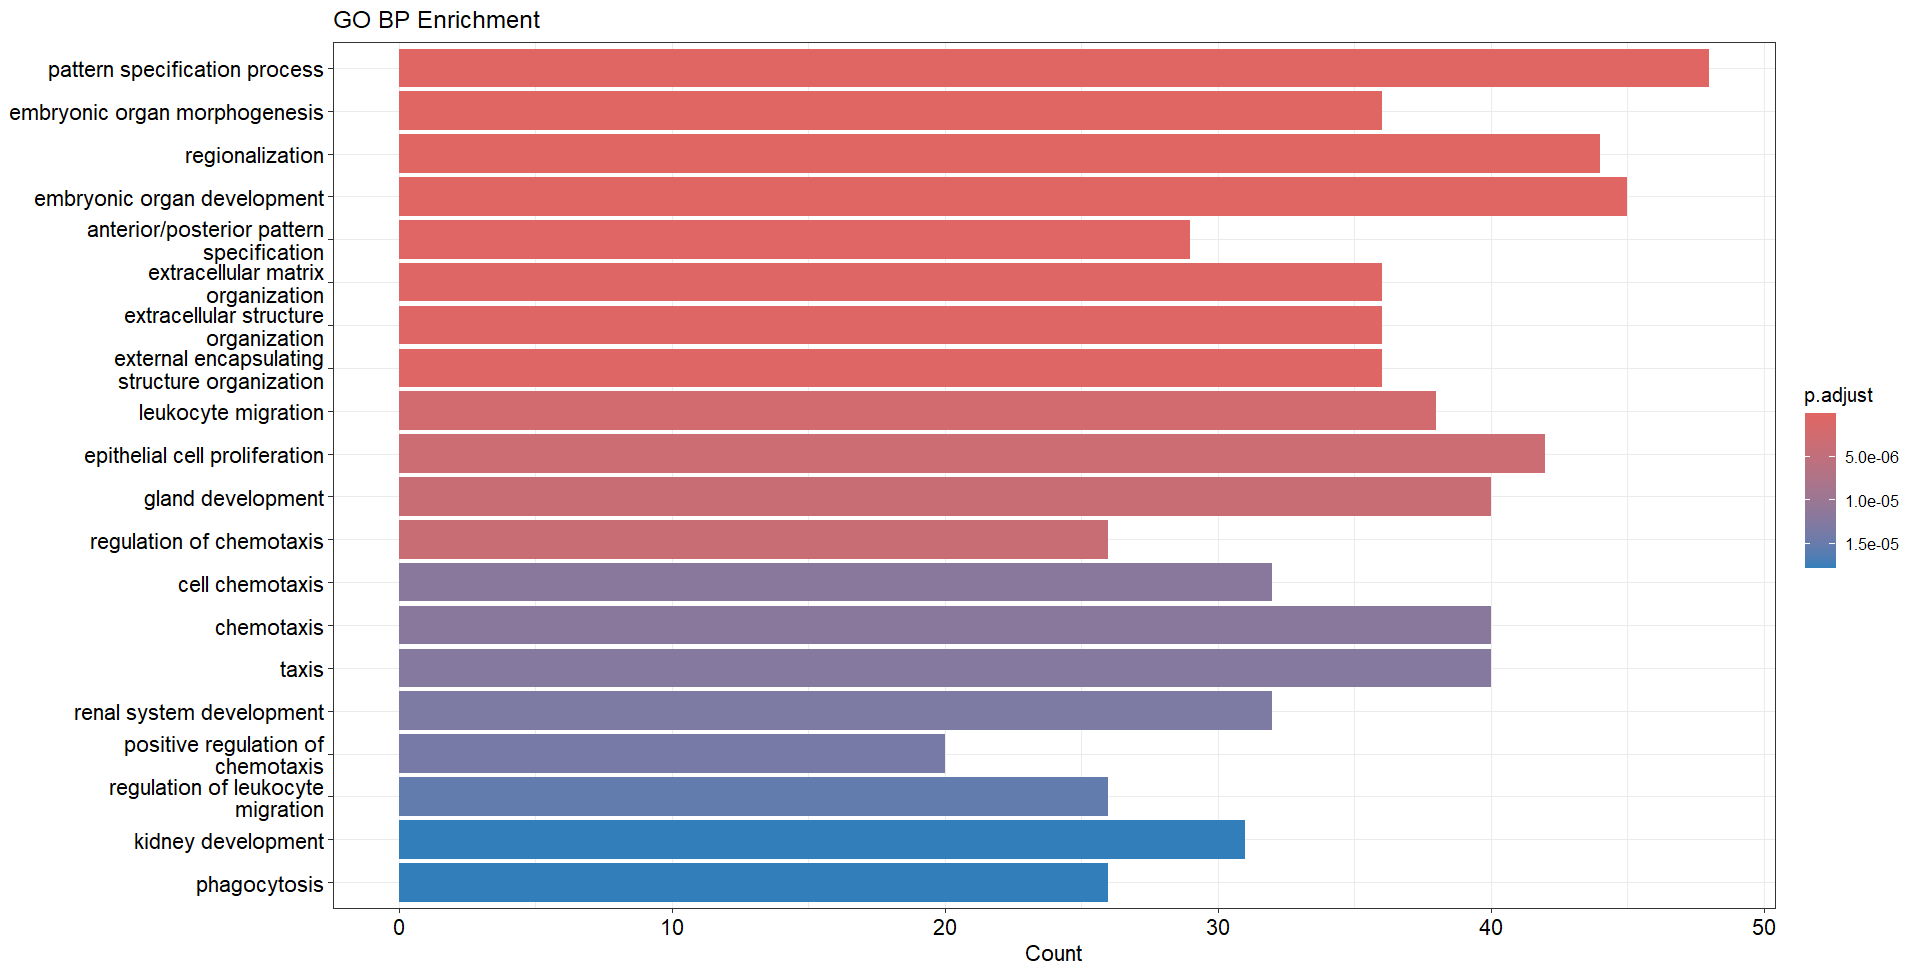 GO BP Enrichment
pattern specification process
embryonic organ morphogenesis
regionalization
embryonic organ development
anterior/posterior pattern
specification
extracellular matrix
organization
extracellular structure
organization
external encapsulating
structure organization
leukocyte migration
epithelial cell proliferation
gland development
regulation of chemotaxis
cell chemotaxis
chemotaxis
taxis
renal system development
positive regulation of
chemotaxis
regulation of leukocyte
migration
kidney development
phagocytosis
0 10 20 30 40 50
Count
p.adjust
5.0e-06
1.0e-05
1.5e-05